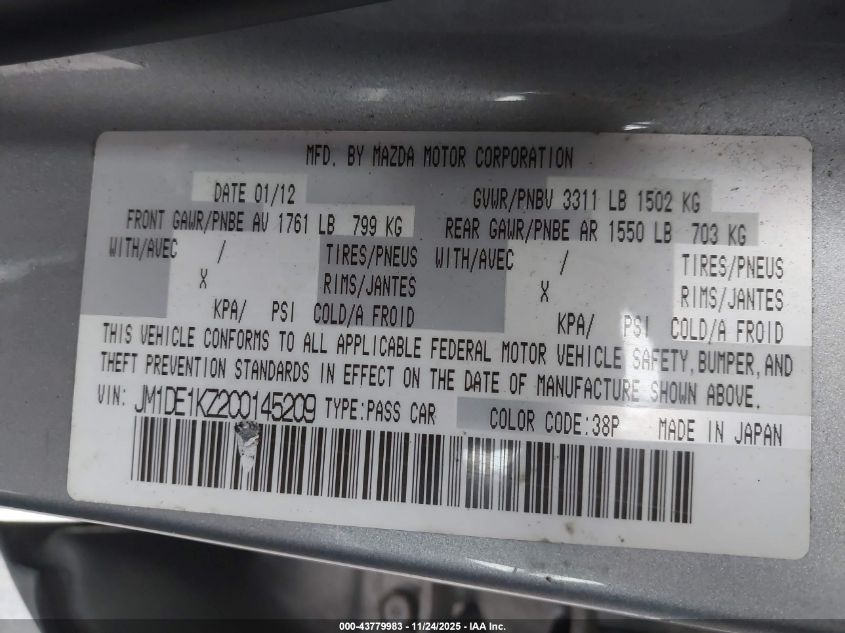 MFD. BY MAZDA MOTOR CORPORATION
DATE 01/12 GVWR/PNBV 3311 LB 1502 KG
FRONT GAWR/PNBE AV 1761 LB 799 KG REAR GAWR/PNBE AR 1550 LB 703 KG
WITH/AVEC / TIRES/PNEUS WITH/AVEC / TIRES/PNEUS
X RIMS/JANTES X RIMS/JANTES
KPA/ PSI COLD/A FROID KPA/ PSI COLD/A FROID
THIS VEHICLE CONFORMS TO ALL APPLICABLE FEDERAL MOTOR VEHICLE SAFETY, BUMPER, AND
THEFT PREVENTION STANDARDS IN EFFECT ON THE DATE OF MANUFACTURE SHOWN ABOVE.
VIN: JM1DE1KZ2C0145209 TYPE:PASS CAR COLOR CODE:38P MADE IN JAPAN
000-43779983 - 11/24/2025 - IAA Inc.